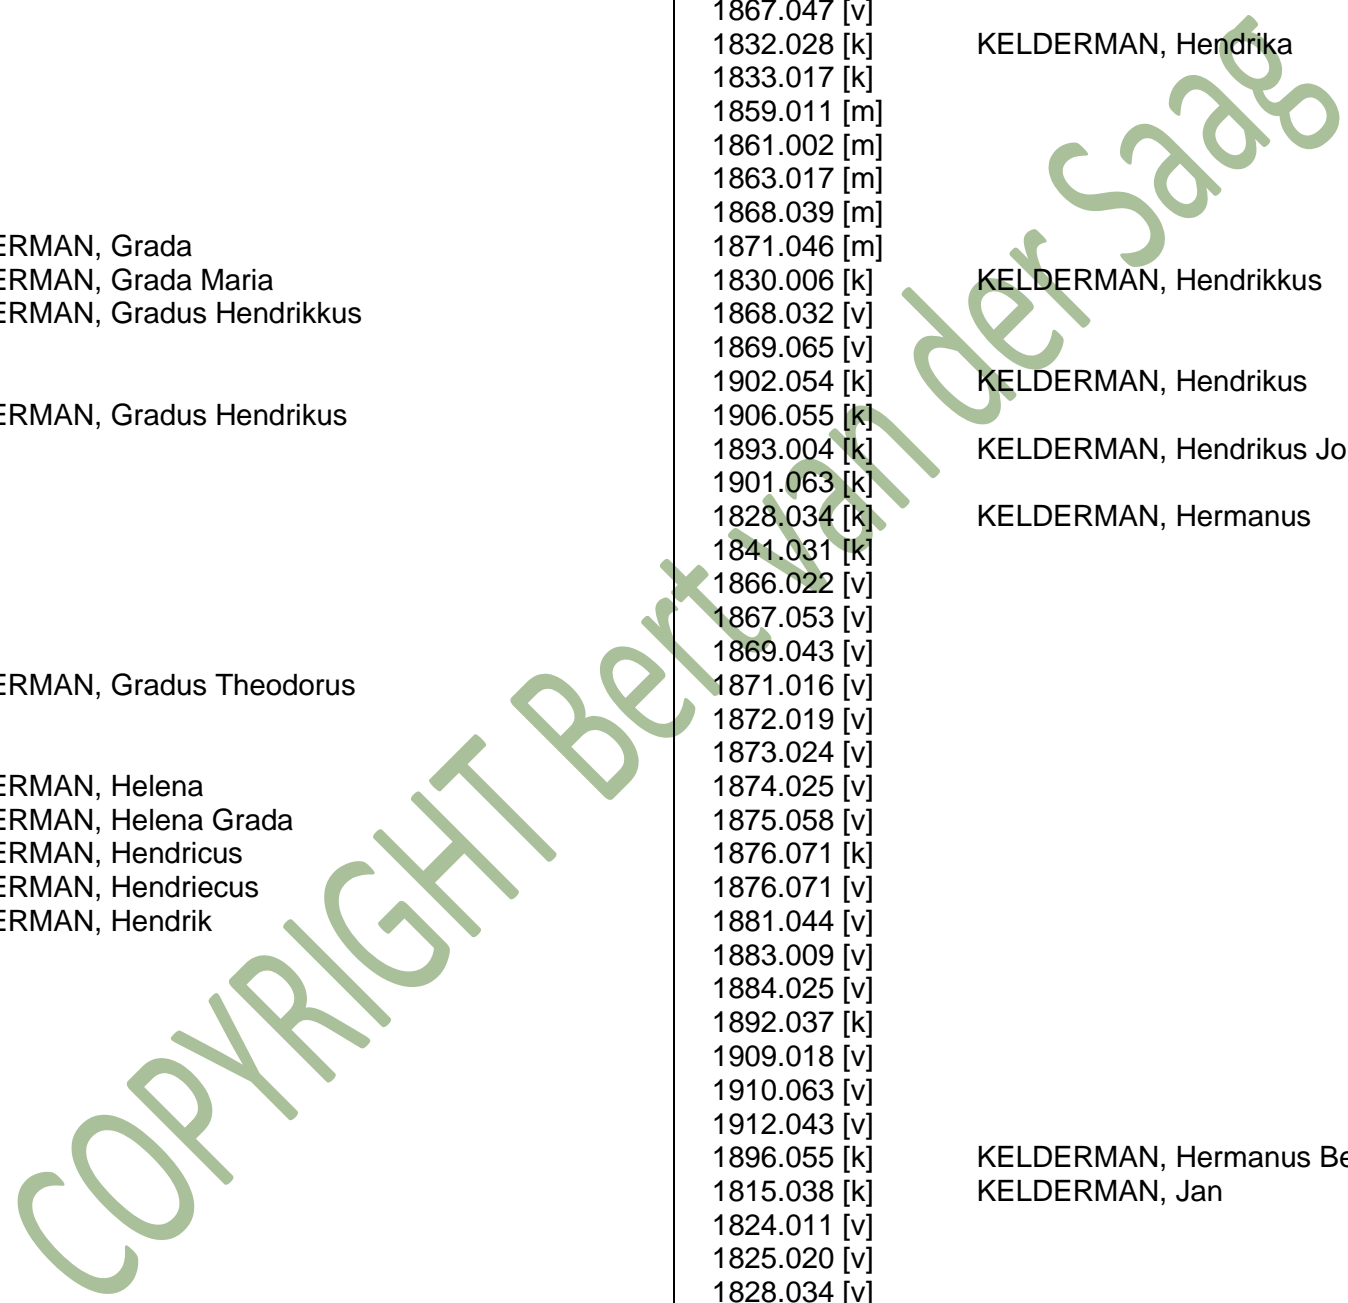 ERMAN, Grada
ERMAN, Grada Maria
ERMAN, Gradus Hendrikkus
ERMAN, Gradus Hendrikus
ERMAN, Gradus Theodorus
ERMAN, Helena
ERMAN, Helena Grada
ERMAN, Hendricus
ERMAN, Hendriecus
ERMAN, Hendrik
1867.047 [v]
1832.028 [k] KELDERMAN, Hendrika
1833.017 [k]
1859.011 [m]
1861.002 [m]
1863.017 [m]
1868.039 [m]
1871.046 [m]
1830.006 [k] KELDERMAN, Hendrikkus
1868.032 [v]
1869.065 [v]
1902.054 [k] KELDERMAN, Hendrikus
1906.055 [k]
1893.004 [k] KELDERMAN, Hendrikus Jo
1901.063 [k]
1828.034 [k] KELDERMAN, Hermanus
1841.031 [k]
1866.022 [v]
1867.053 [v]
1869.043 [v]
1871.016 [v]
1872.019 [v]
1873.024 [v]
1874.025 [v]
1875.058 [v]
1876.071 [k]
1876.071 [v]
1881.044 [v]
1883.009 [v]
1884.025 [v]
1892.037 [k]
1909.018 [v]
1910.063 [v]
1912.043 [v]
1896.055 [k] KELDERMAN, Hermanus Be
1815.038 [k] KELDERMAN, Jan
1824.011 [v]
1825.020 [v]
1828.034 [v]
COPYRIGHT Bert van der Saag